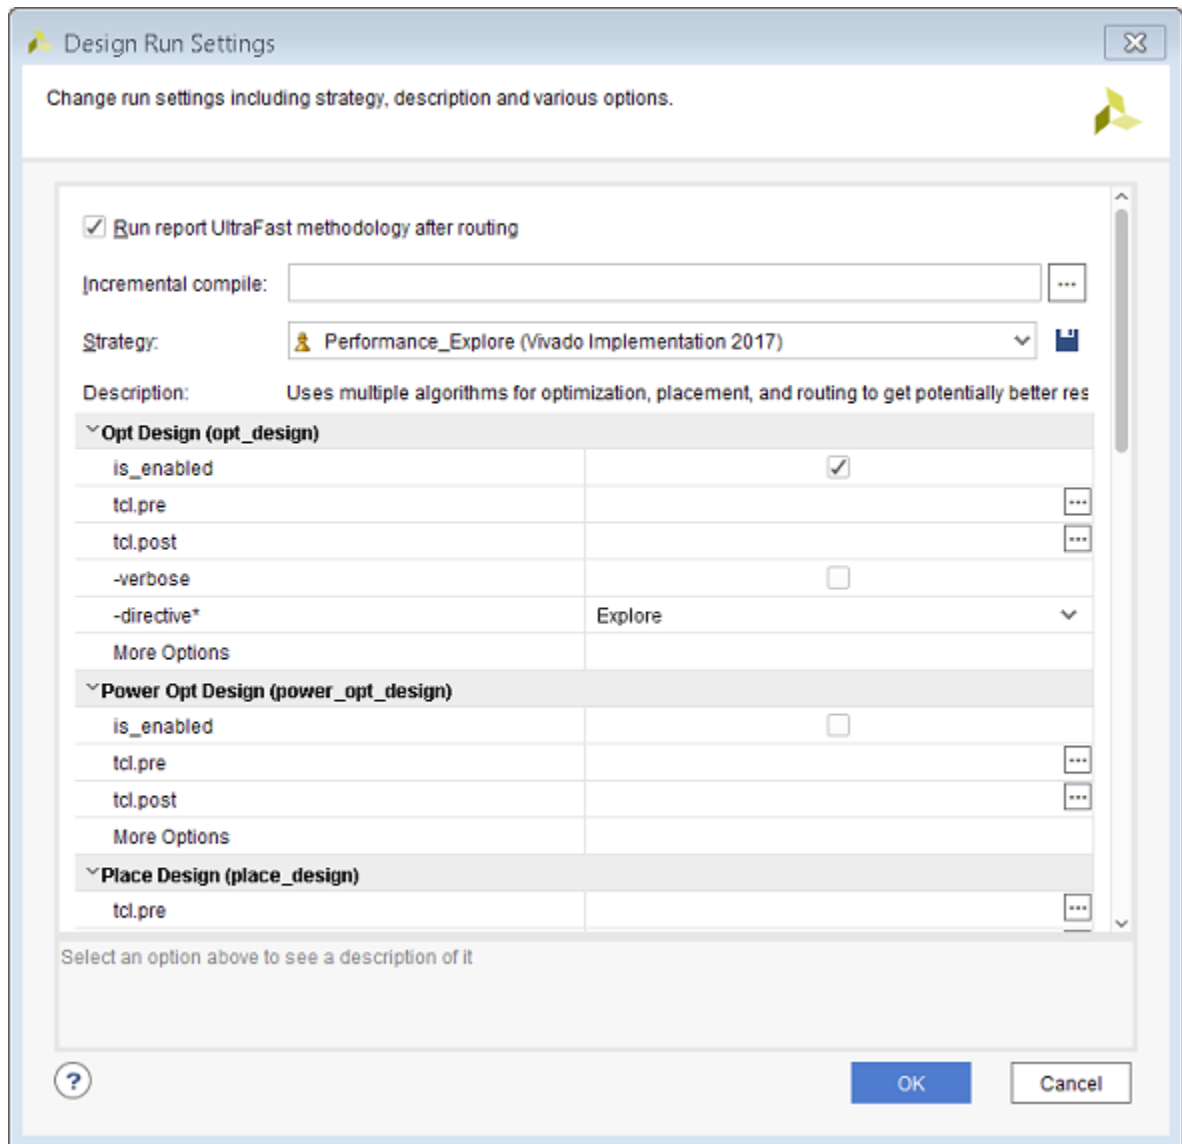 Design Run Settings
Change run settings including strategy, description and various options.
Run report UltraFast methodology after routing
Incremental compile:
...
Strategy: Performance_Explore (Vivado Implementation 2017)
Description: Uses multiple algorithms for optimization, placement, and routing to get potentially better res
Opt Design (opt_design)
is_enabled
tcl.pre ...
tcl.post ...
-verbose
-directive* Explore
More Options
Power Opt Design (power_opt_design)
is_enabled
tcl.pre ...
tcl.post ...
More Options
Place Design (place_design)
tcl.pre ...
Select an option above to see a description of it
? OK Cancel